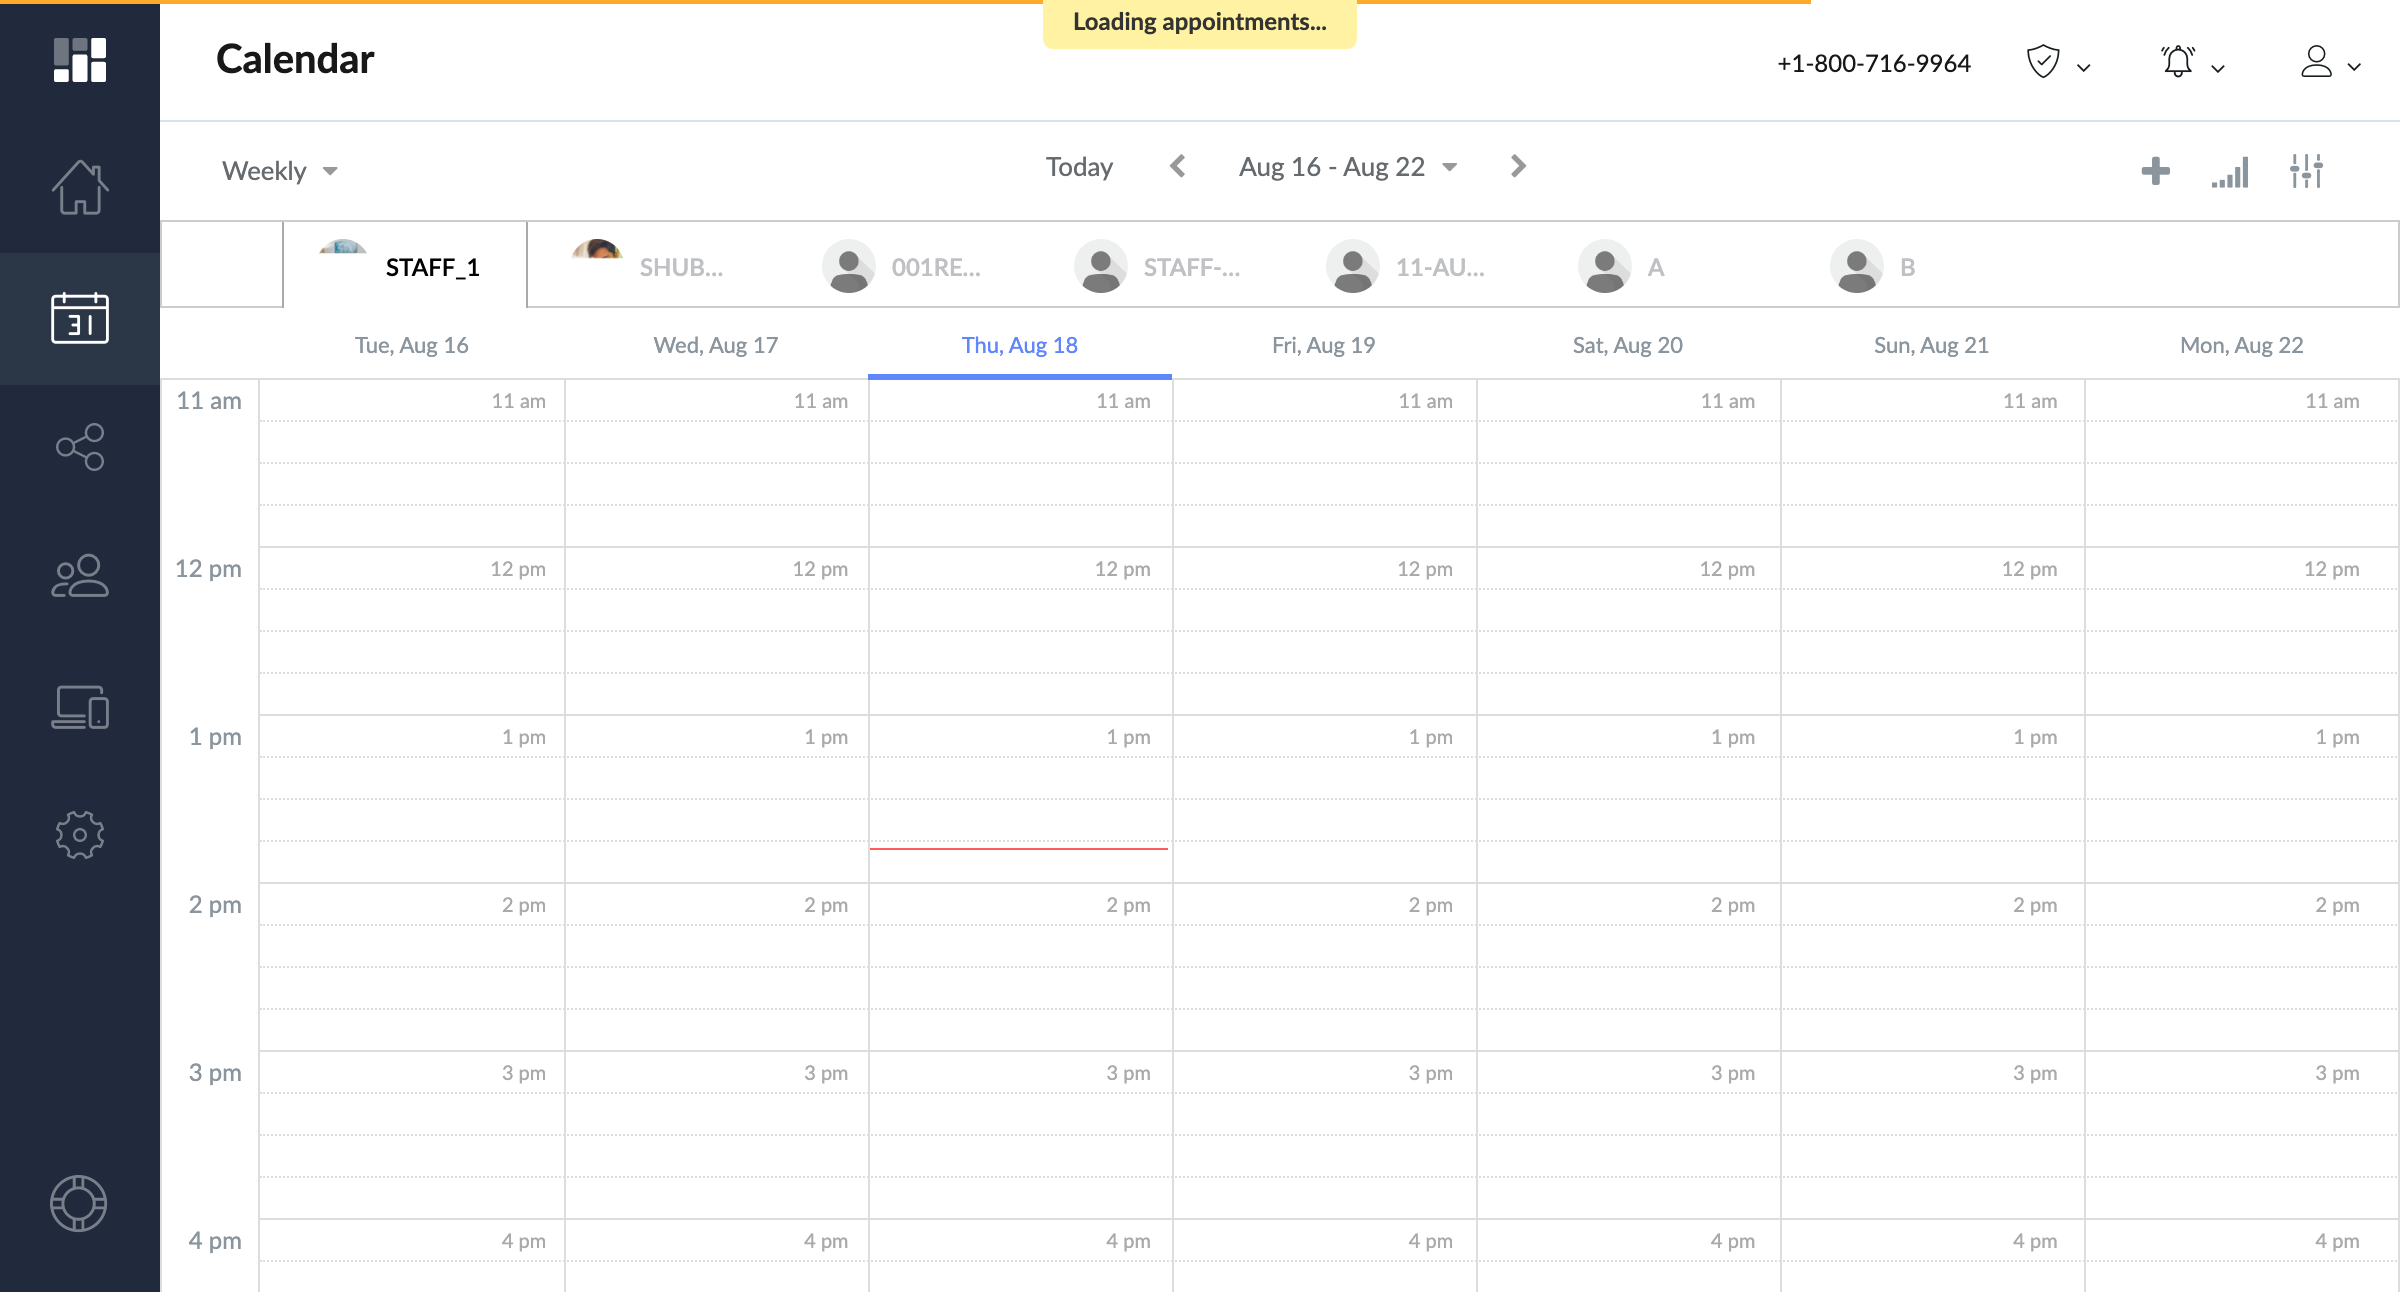 Loading appointments...
Calendar
+1-800-716-9964
Weekly
Today
Aug 16 - Aug 22
STAFF_1
SHUB...
001RE...
STAFF-...
11-AU...
A
B
31
Tue, Aug 16
Wed, Aug 17
Thu, Aug 18
Fri, Aug 19
Sat, Aug 20
Sun, Aug 21
Mon, Aug 22
11 am 11 am 11 am 11 am 11 am 11 am 11 am 11 am
12 pm 12 pm 12 pm 12 pm 12 pm 12 pm 12 pm 12 pm
1 pm 1 pm 1 pm 1 pm 1 pm 1 pm 1 pm 1 pm
2 pm 2 pm 2 pm 2 pm 2 pm 2 pm 2 pm 2 pm
3 pm 3 pm 3 pm 3 pm 3 pm 3 pm 3 pm 3 pm
4 pm 4 pm 4 pm 4 pm 4 pm 4 pm 4 pm 4 pm